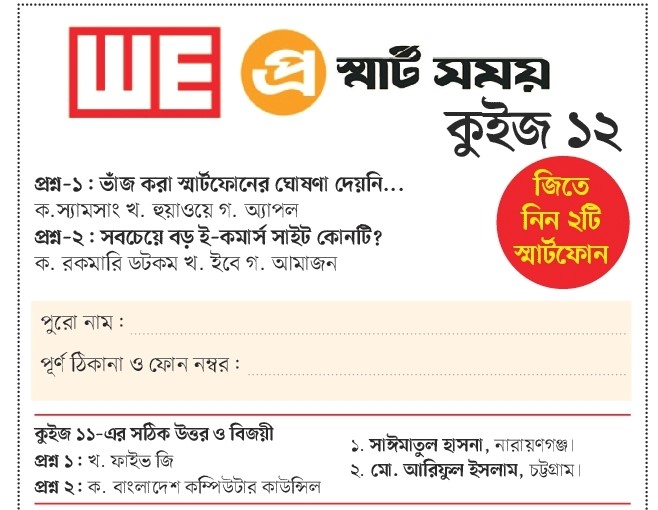 WE প্র স্মার্ট সময়
কুইজ ১২
প্রশ্ন-১ : ভাঁজ করা স্মার্টফোনের ঘোষণা দেয়নি...
ক.স্যামসাং খ. হুয়াওয়ে গ. অ্যাপল
প্রশ্ন-২ : সবচেয়ে বড় ই-কমার্স সাইট কোনটি?
ক. রকমারি ডটকম খ. ইবে গ. আমাজন
জিতে
নিন ২টি
স্মার্টফোন
পুরো নাম :
পূর্ণ ঠিকানা ও ফোন নম্বর :
কুইজ ১১-এর সঠিক উত্তর ও বিজয়ী
প্রশ্ন ১ : খ. ফাইভ জি
প্রশ্ন ২ : ক. বাংলাদেশ কম্পিউটার কাউন্সিল
১. সাঈমাতুল হাসনা, নারায়ণগঞ্জ।
২. মো. আরিফুল ইসলাম, চট্টগ্রাম।